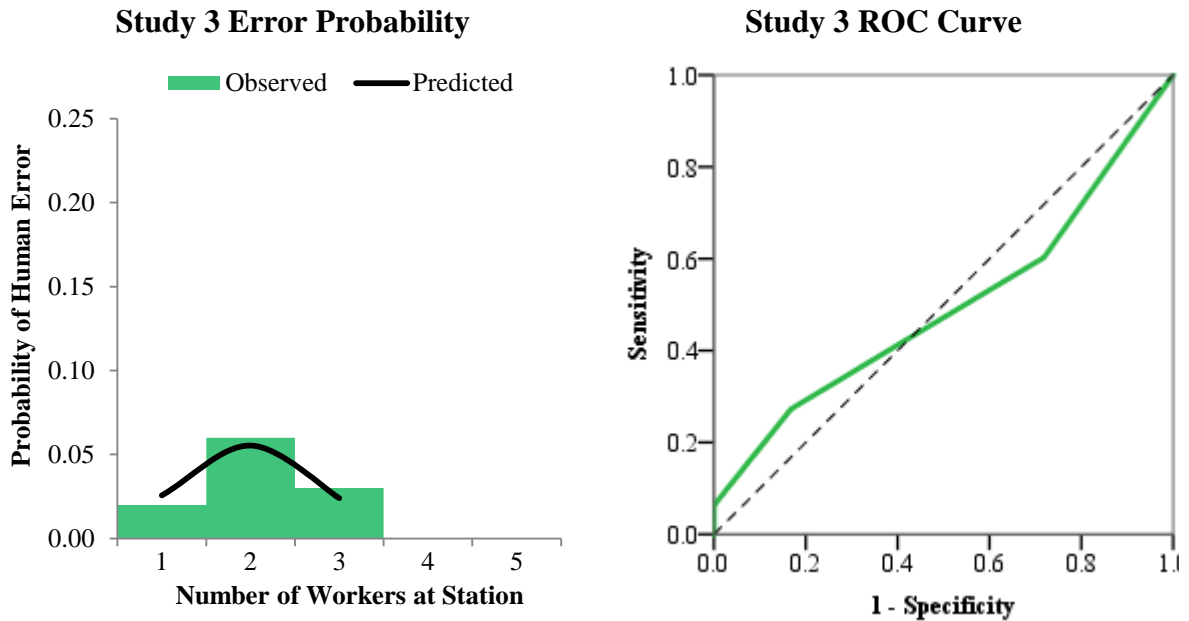 Study 3 Error Probability
Observed
Predicted
0.25
0.20
0.15
0.10
0.05
0.00
Probability of Human Error
1 2 3 4 5
Number of Workers at Station
Study 3 ROC Curve
1.0
0.8
0.6
0.4
0.2
0.0
Sensitivity
0.0 0.2 0.4 0.6 0.8 1.0
1 - Specificity